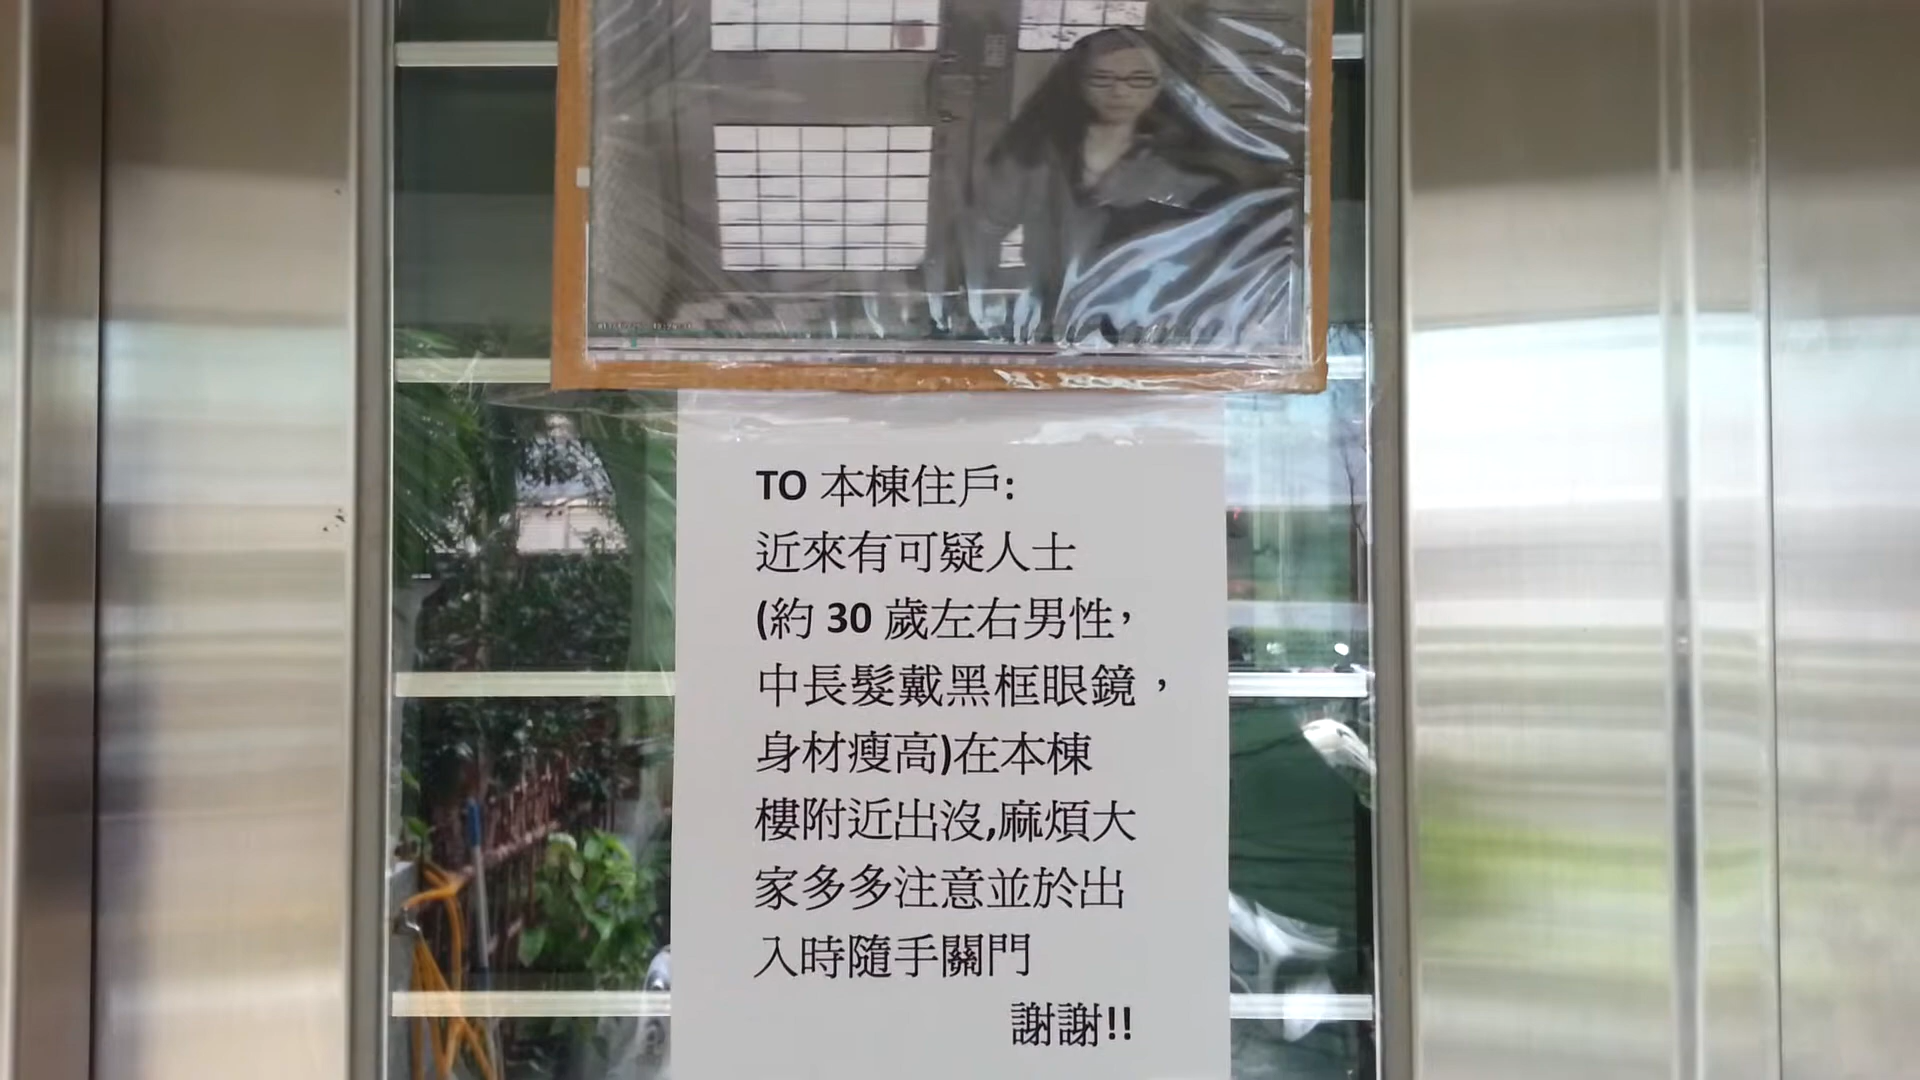 TO 本棟住戶:
近來有可疑人士
(約 30 歲左右男性，
中長髮戴黑框眼鏡，
身材瘦高)在本棟
樓附近出沒,麻煩大
家多多注意並於出
入時隨手關門
謝謝!!